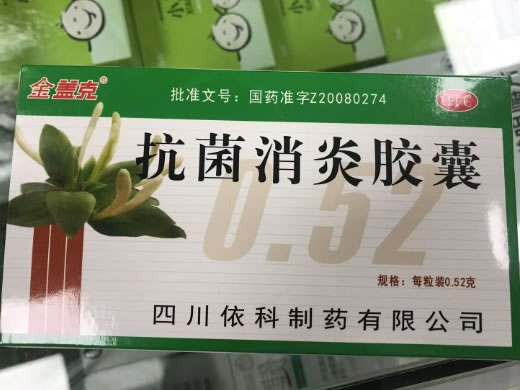 金盖克®
批准文号：国药准字Z20080274
OTC
抗菌消炎胶囊
0.52
规格：每粒装0.52克
四川依科制药有限公司